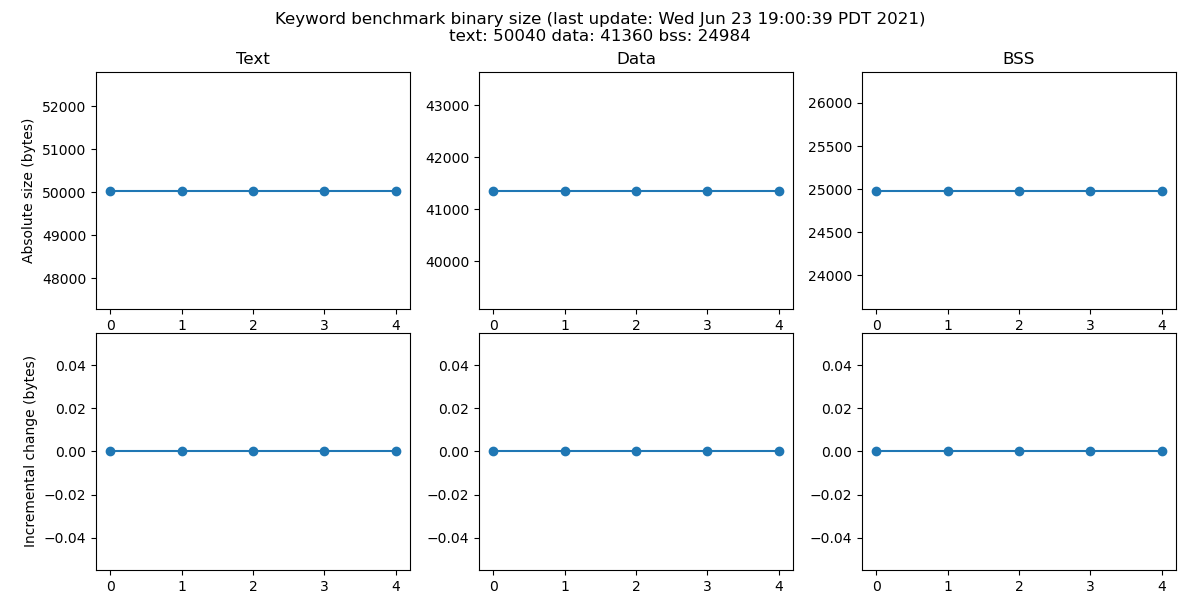 Keyword benchmark binary size (last update: Wed Jun 23 19:00:39 PDT 2021)
text: 50040 data: 41360 bss: 24984
Text
Data
BSS
Absolute size (bytes)
52000
51000
50000
49000
48000
0 1 2 3 4
43000
42000
41000
40000
0 1 2 3 4
26000
25500
25000
24500
24000
0 1 2 3 4
Incremental change (bytes)
0.04
0.02
0.00
−0.02
−0.04
0 1 2 3 4
0.04
0.02
0.00
−0.02
−0.04
0 1 2 3 4
0.04
0.02
0.00
−0.02
−0.04
0 1 2 3 4